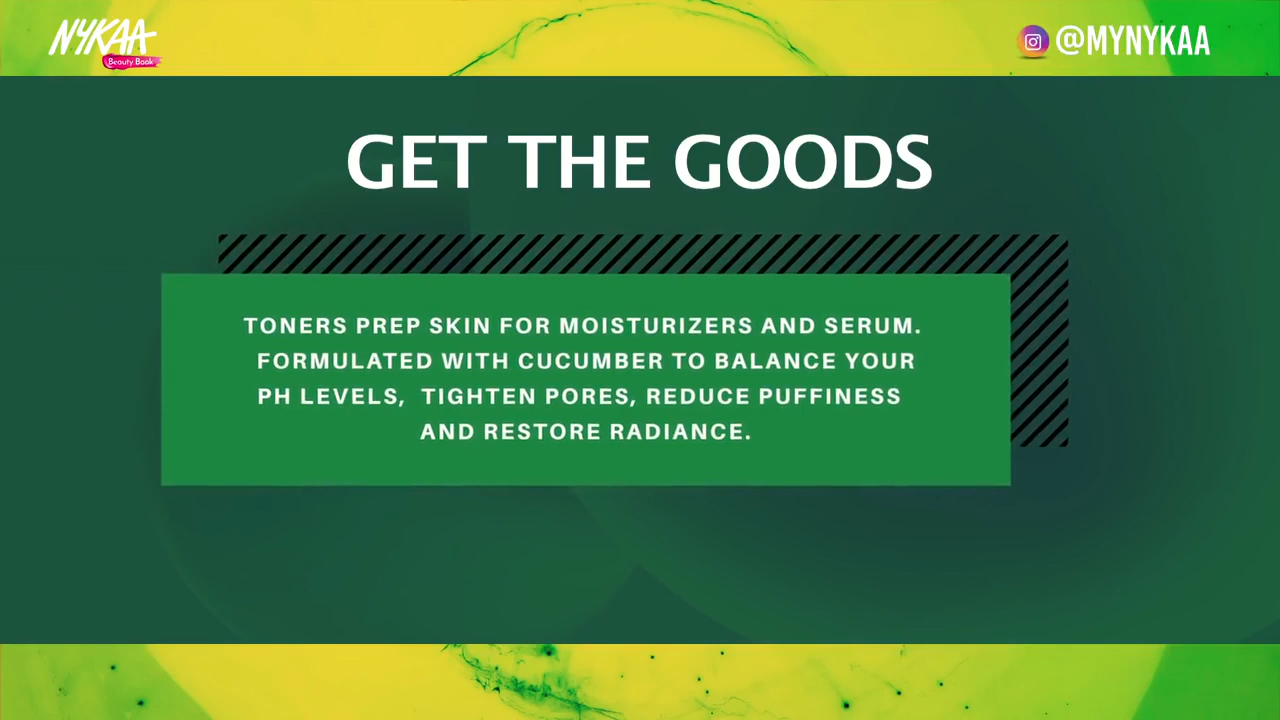 NYKAA
Beauty Book
@MYNYKAA
GET THE GOODS
TONERS PREP SKIN FOR MOISTURIZERS AND SERUM.
FORMULATED WITH CUCUMBER TO BALANCE YOUR
PH LEVELS,  TIGHTEN PORES, REDUCE PUFFINESS
AND RESTORE RADIANCE.